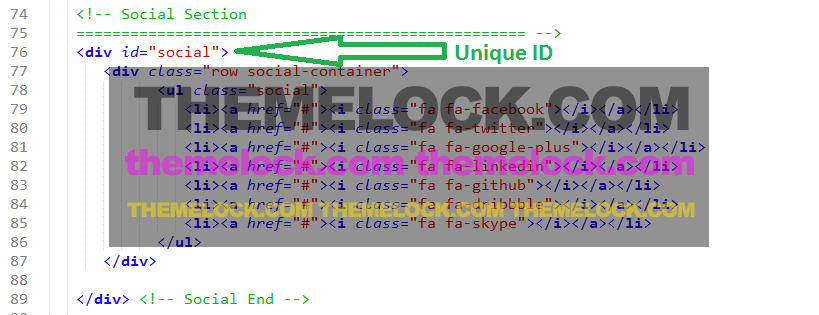 74 <!-- Social Section
75 ================================================== -->
76 <div id="social"> Unique ID
77 <div class="row social-container">
78 <ul class="social">
79 <li><a href="#"><i class="fa fa-facebook"></i></a></li>
THEMELOCK.COM
80 <li><a href="#"><i class="fa fa-twitter"></i></a></li>
81 <li><a href="#"><i class="fa fa-google-plus"></i></a></li>
themelock.com themelock.com
82 <li><a href="#"><i class="fa fa-linkedin"></i></a></li>
83 <li><a href="#"><i class="fa fa-github"></i></a></li>
84 <li><a href="#"><i class="fa fa-dribbble"></i></a></li>
THEMELOCK.COM THEMELOCK.COM THEMELOCK.COM
85 <li><a href="#"><i class="fa fa-skype"></i></a></li>
86 </ul>
87 </div>
88
89 </div> <!-- Social End -->